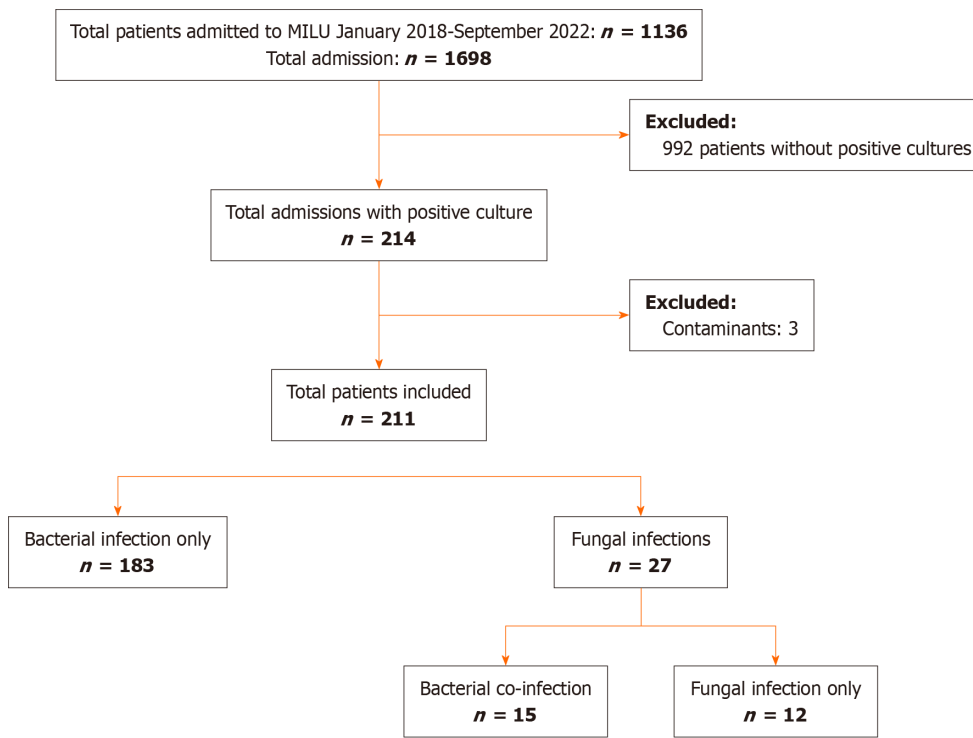 Total patients admitted to MILU January 2018-September 2022: n = 1136
Total admission: n = 1698
Excluded:
992 patients without positive cultures
Total admissions with positive culture
n = 214
Excluded:
Contaminants: 3
Total patients included
n = 211
Bacterial infection only
n = 183
Fungal infections
n = 27
Bacterial co-infection
n = 15
Fungal infection only
n = 12